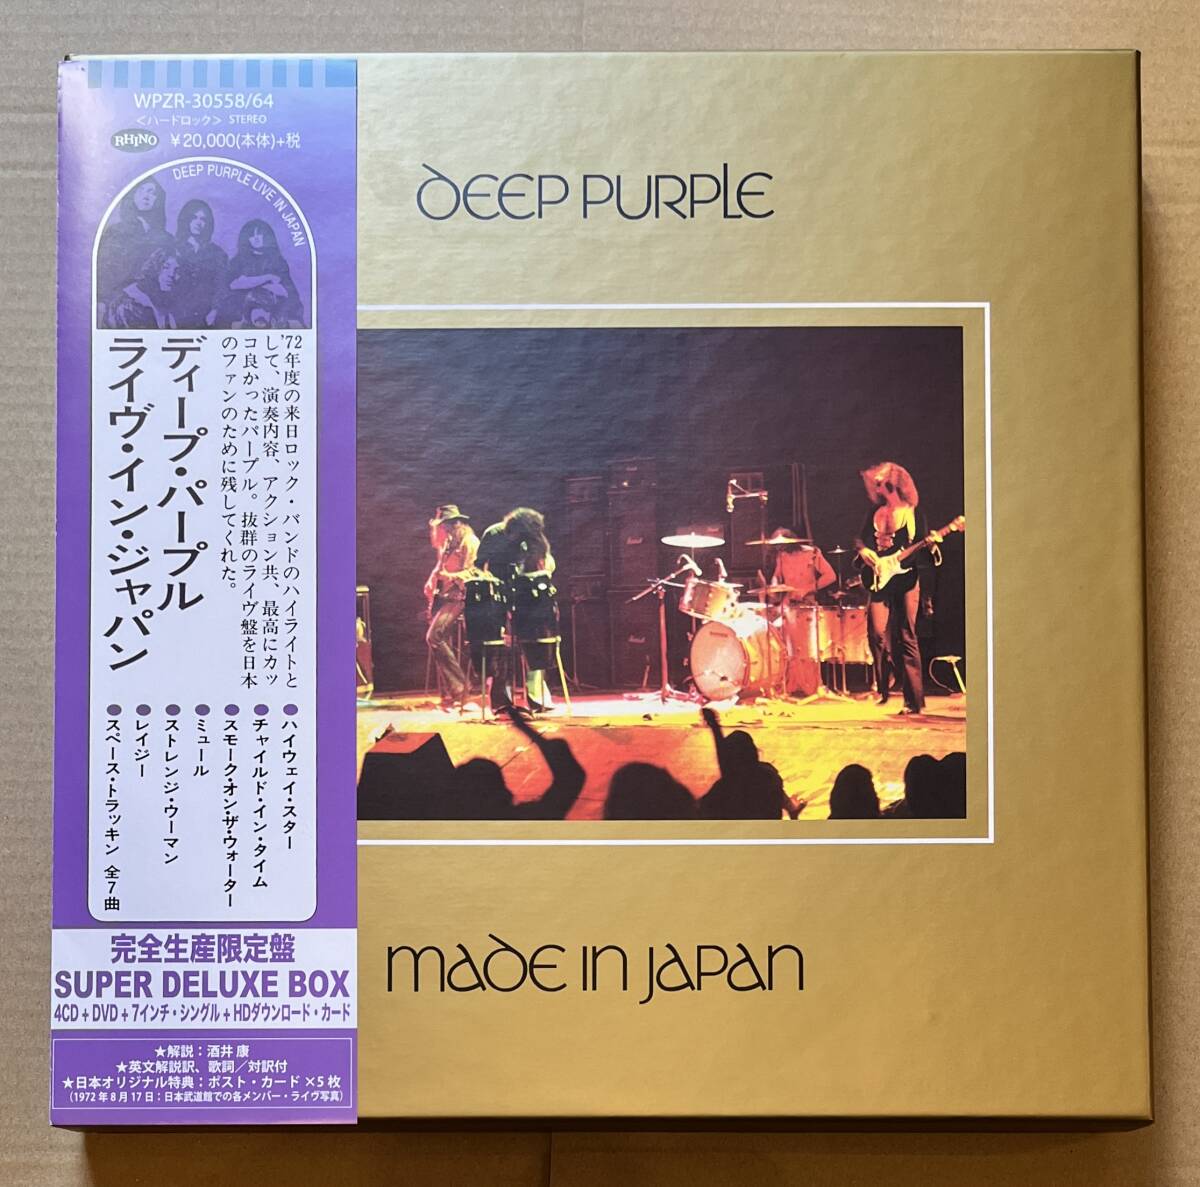 WPZR-30558/64
<ハードロック> STEREO
RHINO ¥20,000(本体)+税
DEEP PURPLE LIVE IN JAPAN
'72年度の来日ロック・バンドのハイライトと
して、演奏内容、アクション共、最高にカッ
コ良かったパープル。抜群のライヴ盤を日本
のファンのために残してくれた。
ディープ・パープル
ライヴ・イン・ジャパン
●ハイウェイ・スター
●チャイルド・イン・タイム
●スモーク・オン・ザ・ウォーター
●ミュール
●ストレンジ・ウーマン
●レイジー
●スペース・トラッキン 全7曲
完全生産限定盤
SUPER DELUXE BOX
4CD+DVD+7インチ・シングル+HDダウンロード・カード
★解説:酒井 康
★英文解説訳、歌詞/対訳付
★日本オリジナル特典:ポスト・カード×5枚
(1972年8月17日:日本武道館での各メンバー・ライヴ写真)
DEEP PURPLE
MADE IN JAPAN